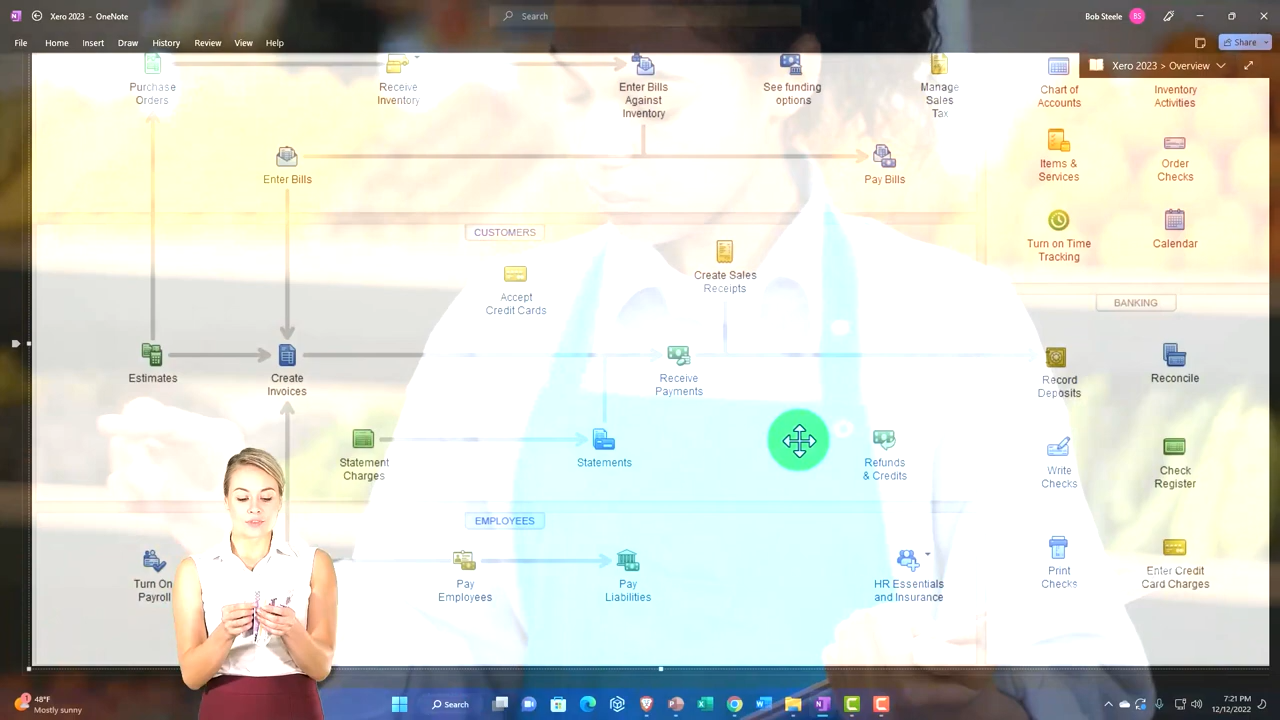 Xero 2023 - OneNote
Search
Bob Steele
BS
File Home Insert Draw History Review View Help
Share
Xero 2023 > Overview
Purchase
Orders
Receive
Inventory
Enter Bills
Against
Inventory
See funding
options
Manage
Sales
Tax
Chart of
Accounts
Inventory
Activities
Enter Bills
Pay Bills
Items &
Services
Order
Checks
Turn on Time
Tracking
Calendar
CUSTOMERS
Accept
Credit Cards
Create Sales
Receipts
BANKING
Estimates
Create
Invoices
Receive
Payments
Record
Deposits
Reconcile
Statement
Charges
Statements
Refunds
& Credits
Write
Checks
Check
Register
EMPLOYEES
Turn On
Payroll
Pay
Employees
Pay
Liabilities
HR Essentials
and Insurance
Print
Checks
Enter Credit
Card Charges
48°F
Mostly sunny
Search
7:21 PM
12/12/2022